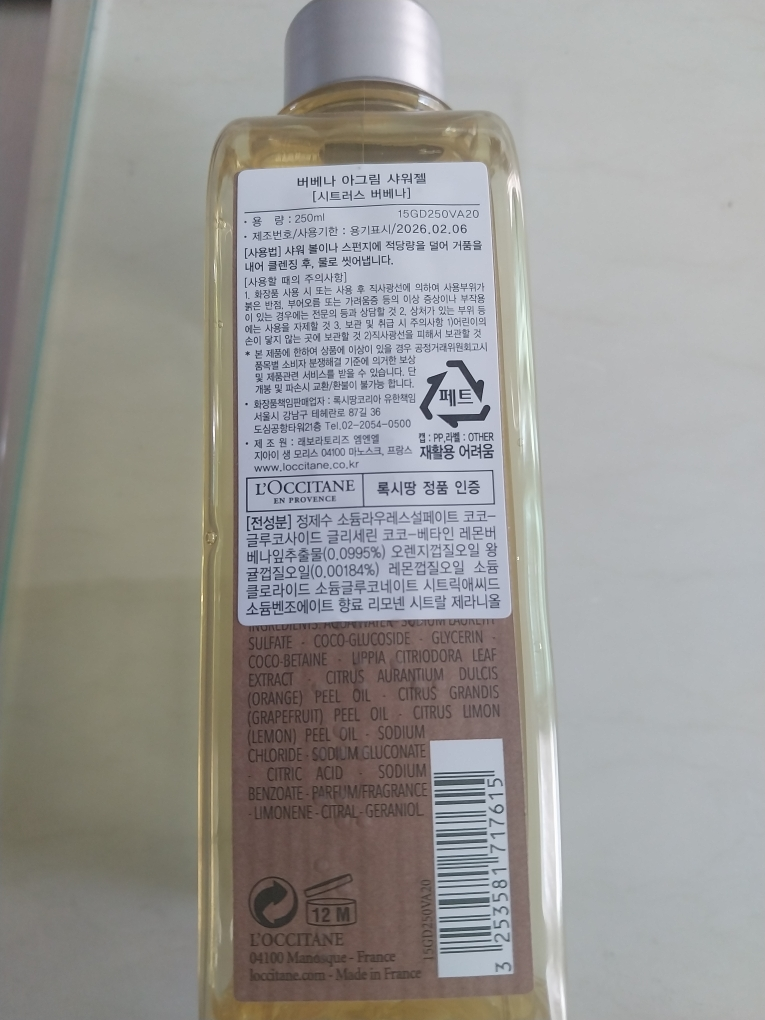 버베나 아그림 샤워젤
[시트러스 버베나]
• 용 량 : 250ml 15GD250VA20
• 제조번호/사용기한 : 용기표시/2026.02.06
[사용법] 샤워 볼이나 스펀지에 적당량을 덜어 거품을
내어 클렌징 후, 물로 씻어냅니다.
[사용할 때의 주의사항]
1. 화장품 사용 시 또는 사용 후 직사광선에 의하여 사용부위가
붉은 반점, 부어오름 또는 가려움증 등의 이상 증상이나 부작용
이 있는 경우에는 전문의 등과 상담할 것 2. 상처가 있는 부위 등
에는 사용을 자제할 것 3. 보관 및 취급 시 주의사항 1)어린이의
손이 닿지 않는 곳에 보관할 것 2)직사광선을 피해서 보관할 것
* 본 제품에 한하여 상품에 이상이 있을 경우 공정거래위원회고시
품목별 소비자 분쟁해결 기준에 의거한 보상
및 제품관련 서비스를 받을 수 있습니다. 단
개봉 및 파손시 교환/환불이 불가능 합니다.
• 화장품책임판매업자 : 록시땅코리아 유한책임
서울시 강남구 테헤란로 87길 36
도심공항타워21층 Tel.02-2054-0500
• 제 조 원 : 래보라토리즈 엠엔엘
지아이 생 모리스 04100 마노스크, 프랑스
www.loccitane.co.kr
페트
캡 : PP,라벨 : OTHER
재활용 어려움
L'OCCITANE
EN PROVENCE
록시땅 정품 인증
[전성분] 정제수 소듐라우레스설페이트 코코-
글루코사이드 글리세린 코코-베타인 레몬버
베나잎추출물(0.0995%) 오렌지껍질오일 왕
귤껍질오일(0.00184%) 레몬껍질오일 소듐
클로라이드 소듐글루코네이트 시트릭애씨드
소듐벤조에이트 향료 리모넨 시트랄 제라니올
INGREDIENTS: AQUA/WATER · SODIUM LAURETH
SULFATE · COCO-GLUCOSIDE · GLYCERIN ·
COCO-BETAINE · LIPPIA CITRIODORA LEAF
EXTRACT · CITRUS AURANTIUM DULCIS
(ORANGE) PEEL OIL · CITRUS GRANDIS
(GRAPEFRUIT) PEEL OIL · CITRUS LIMON
(LEMON) PEEL OIL · SODIUM
CHLORIDE · SODIUM GLUCONATE
· CITRIC ACID · SODIUM
BENZOATE · PARFUM/FRAGRANCE
· LIMONENE · CITRAL · GERANIOL.
12 M
L'OCCITANE
04100 Manosque - France
loccitane.com - Made in France
15GD250VA20
3 253581 717615